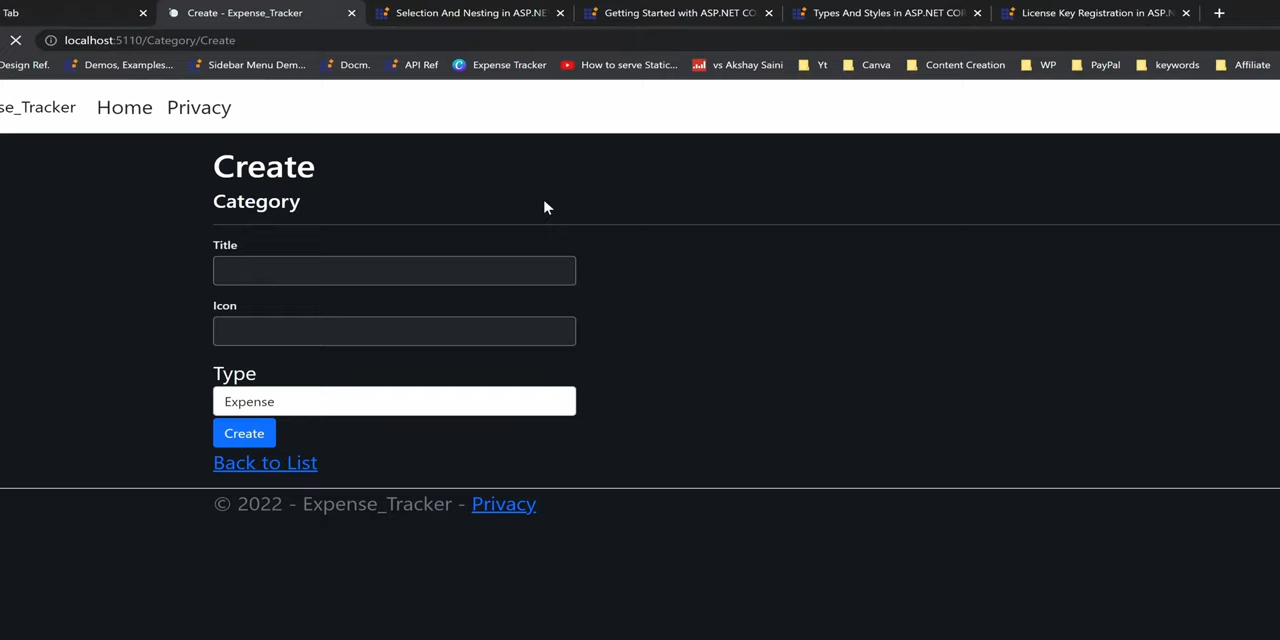 Tab Create - Expense_Tracker Selection And Nesting in ASP.NE Getting Started with ASP.NET CO Types And Styles in ASP.NET COR License Key Registration in ASP.N
localhost:5110/Category/Create
Design Ref. Demos, Examples... Sidebar Menu Dem... Docm. API Ref Expense Tracker How to serve Static... vs Akshay Saini Yt Canva Content Creation WP PayPal keywords Affiliate
se_Tracker Home Privacy
Create
Category
Title
Icon
Type
Expense
Create
Back to List
© 2022 - Expense_Tracker - Privacy